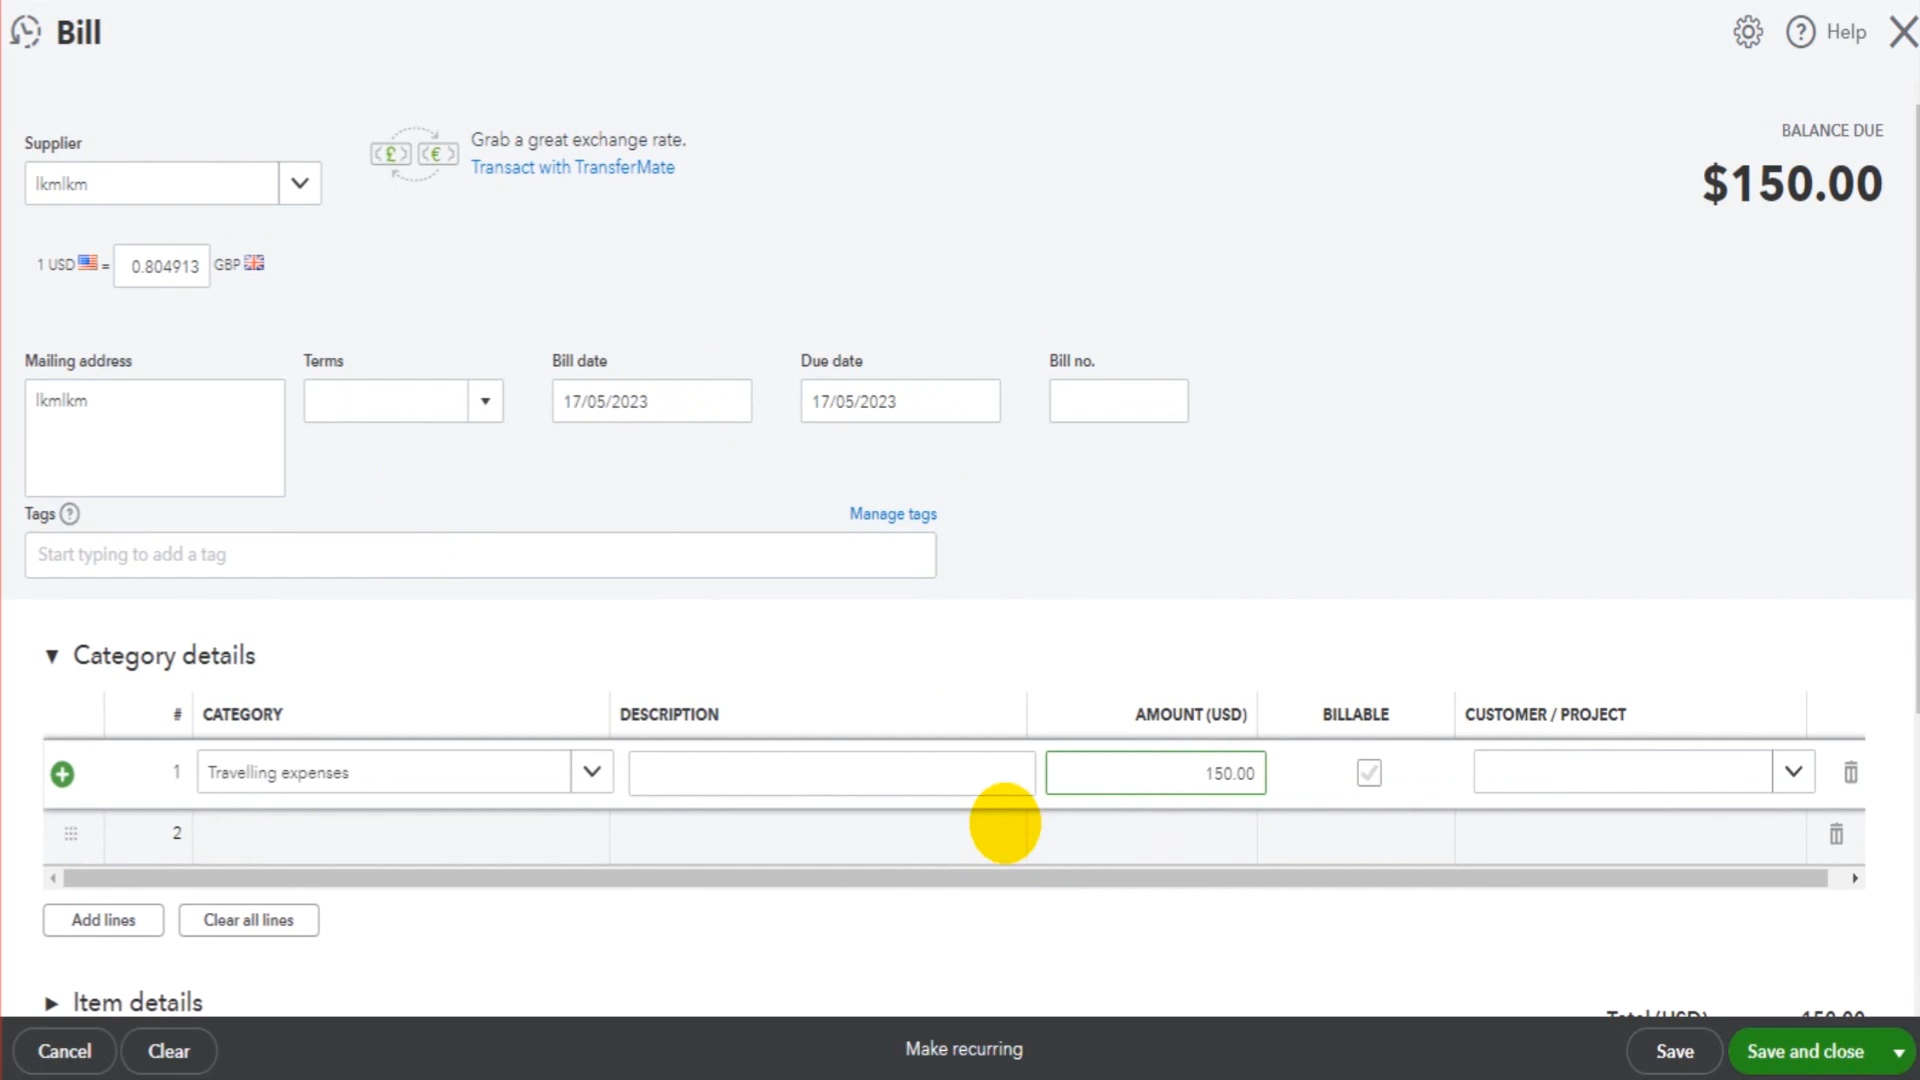 Bill
Help
Supplier
lkmlkm
£ €
Grab a great exchange rate.
Transact with TransferMate
BALANCE DUE
$150.00
1 USD = 0.804913 GBP
Mailing address
lkmlkm
Terms
Bill date
17/05/2023
Due date
17/05/2023
Bill no.
Tags ?
Manage tags
Start typing to add a tag
Category details
# CATEGORY DESCRIPTION AMOUNT (USD) BILLABLE CUSTOMER / PROJECT
1 Travelling expenses 150.00
2
Add lines
Clear all lines
Item details
Total (USD) 150.00
Cancel
Clear
Make recurring
Save
Save and close